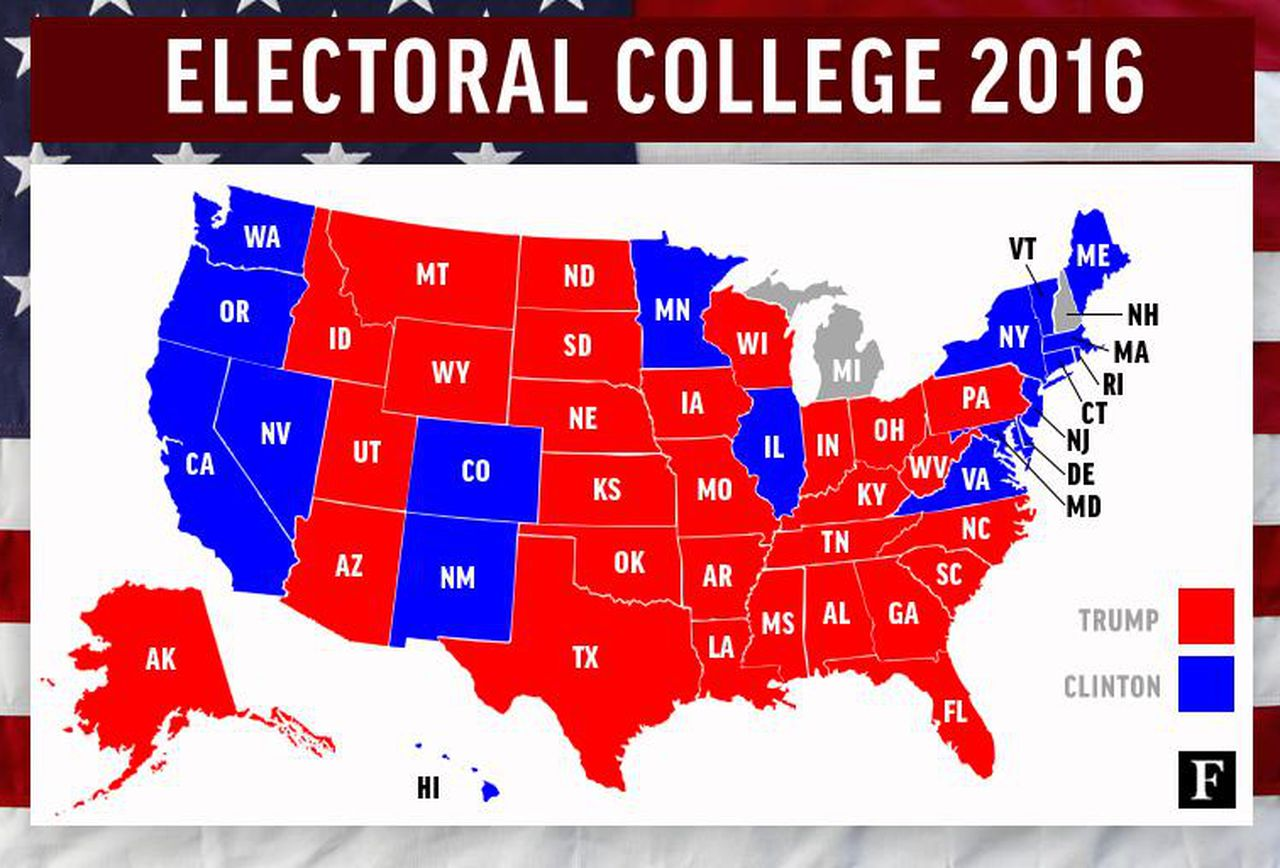 ELECTORAL COLLEGE 2016
WA
OR
CA
NV
ID
MT
WY
UT
CO
AZ
NM
ND
SD
NE
KS
OK
TX
MN
IA
MO
AR
LA
WI
IL
MI
IN
OH
KY
TN
MS
AL
GA
FL
SC
NC
VA
WV
PA
NY
VT
ME
NH
MA
RI
CT
NJ
DE
MD
AK
HI
TRUMP
CLINTON
F